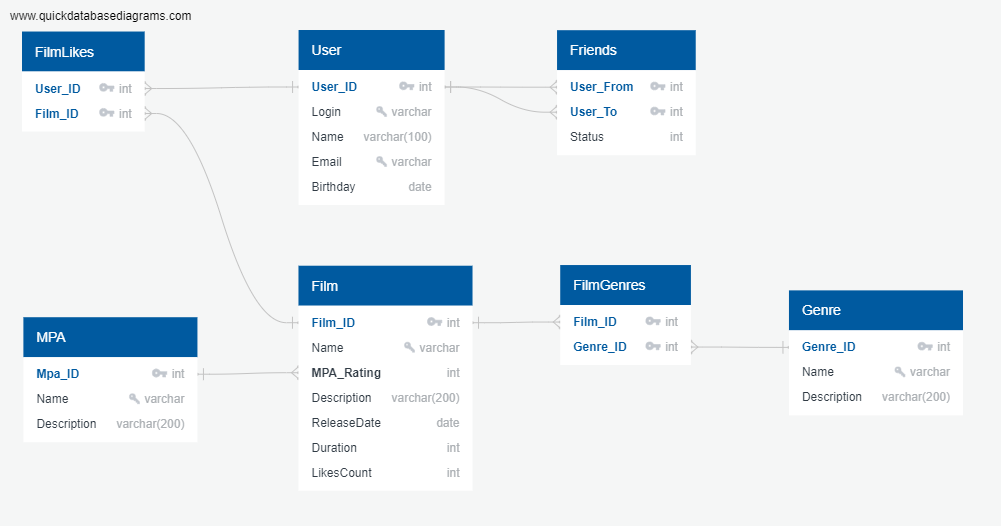 www.quickdatabasediagrams.com
FilmLikes
User_ID int
Film_ID int
User
User_ID int
Login varchar
Name varchar(100)
Email varchar
Birthday date
Friends
User_From int
User_To int
Status int
MPA
Mpa_ID int
Name varchar
Description varchar(200)
Film
Film_ID int
Name varchar
MPA_Rating int
Description varchar(200)
ReleaseDate date
Duration int
LikesCount int
FilmGenres
Film_ID int
Genre_ID int
Genre
Genre_ID int
Name varchar
Description varchar(200)